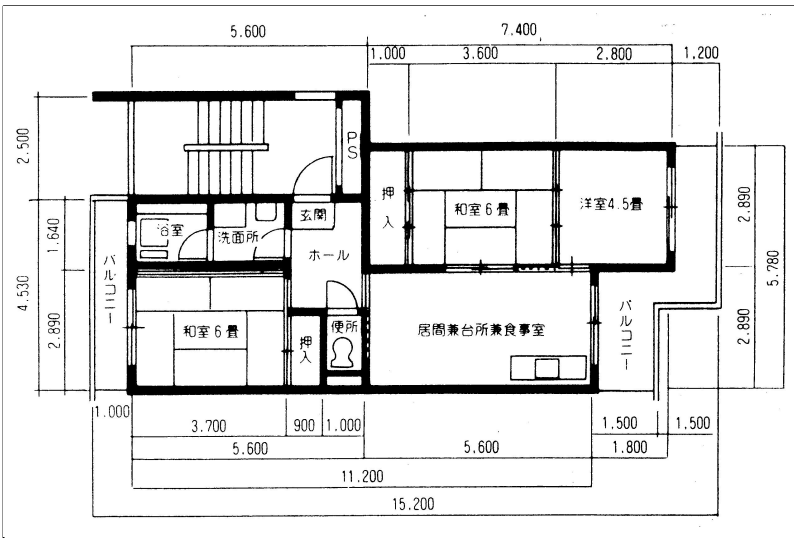 5.600
7.400
1.000
3.600
2.800
1.200
2.500
PS
押入
和室6畳
洋室4.5畳
2.890
5.780
玄関
浴室
洗面所
ホール
1.640
4.530
バルコニー
2.890
和室6畳
押入
便所
居間兼台所兼食事室
バルコニー
2.890
1.000
3.700
900
1.000
1.500
1.500
5.600
5.600
1.800
11.200
15.200